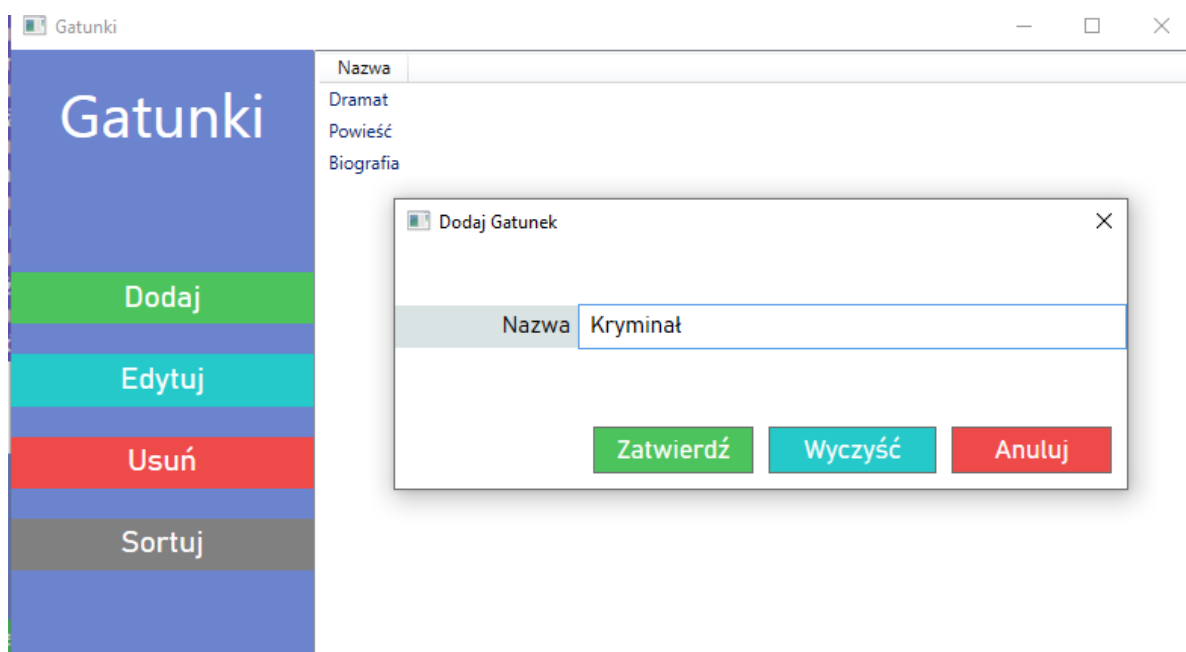 Gatunki
Gatunki
Dodaj
Edytuj
Usuń
Sortuj
Nazwa
Dramat
Powieść
Biografia
Dodaj Gatunek
Nazwa Kryminał
Zatwierdź Wyczyść Anuluj